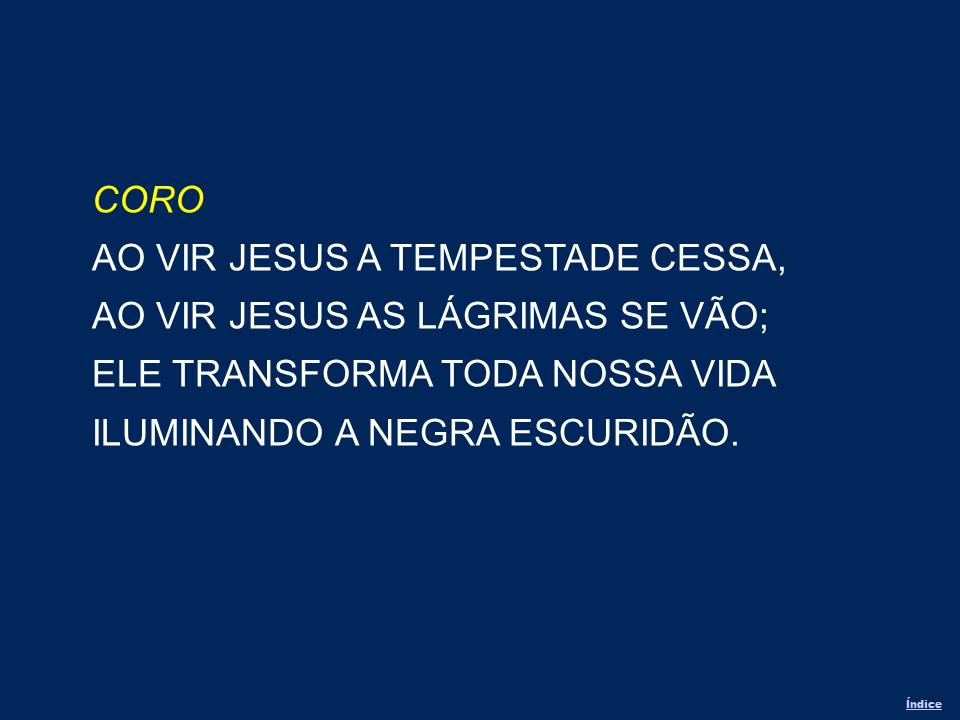 CORO
AO VIR JESUS A TEMPESTADE CESSA,
AO VIR JESUS AS LÁGRIMAS SE VÃO;
ELE TRANSFORMA TODA NOSSA VIDA
ILUMINANDO A NEGRA ESCURIDÃO.
Índice